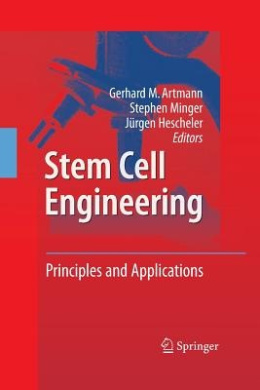 Gerhard M. Artmann
Stephen Minger
Jürgen Hescheler
Editors
Stem Cell
Engineering
Principles and Applications
Springer